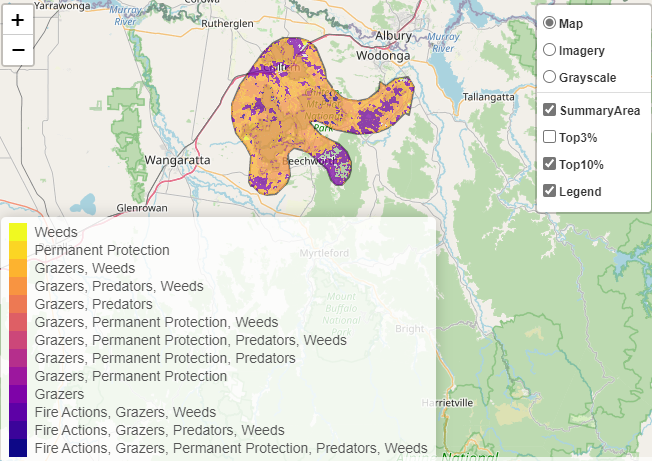 Yarrawonga
Corowa
Murray
River
Rutherglen
+
−
Albury
Wodonga
Murray
River
Tallangatta
Park
Beechworth
Wangaratta
Glenrowan
Map
Imagery
Grayscale
SummaryArea
Top3%
Top10%
Legend
Weeds
Permanent Protection
Grazers, Weeds
Grazers, Predators, Weeds
Grazers, Predators
Grazers, Permanent Protection, Weeds
Grazers, Permanent Protection, Predators, Weeds
Grazers, Permanent Protection, Predators
Grazers, Permanent Protection
Grazers
Fire Actions, Grazers, Weeds
Fire Actions, Grazers, Predators, Weeds
Fire Actions, Grazers, Permanent Protection, Predators, Weeds
Myrtleford
Mount
Buffalo
National
Park
Bright
Harrietville
National